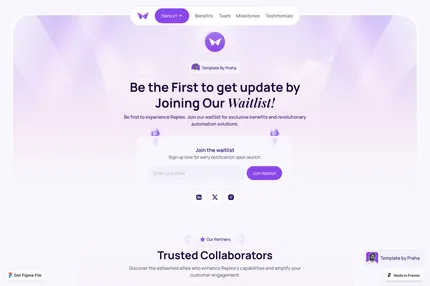 Hero v1
Benefits
Team
Milestones
Testimonials
Template By Praha
Be the First to get update by
Joining Our Waitlist!
Be first to experience Replex. Join our waitlist for exclusive benefits and revolutionary
automation solutions.
Join the waitlist
Sign up now for early notification upon launch.
Enter your email
Join Waitlist
Our Partners
Trusted Collaborators
Discover the esteemed allies who enhance Replex's capabilities and amplify your
customer engagement.
Get Figma File
Template by Praha
Made in Framer